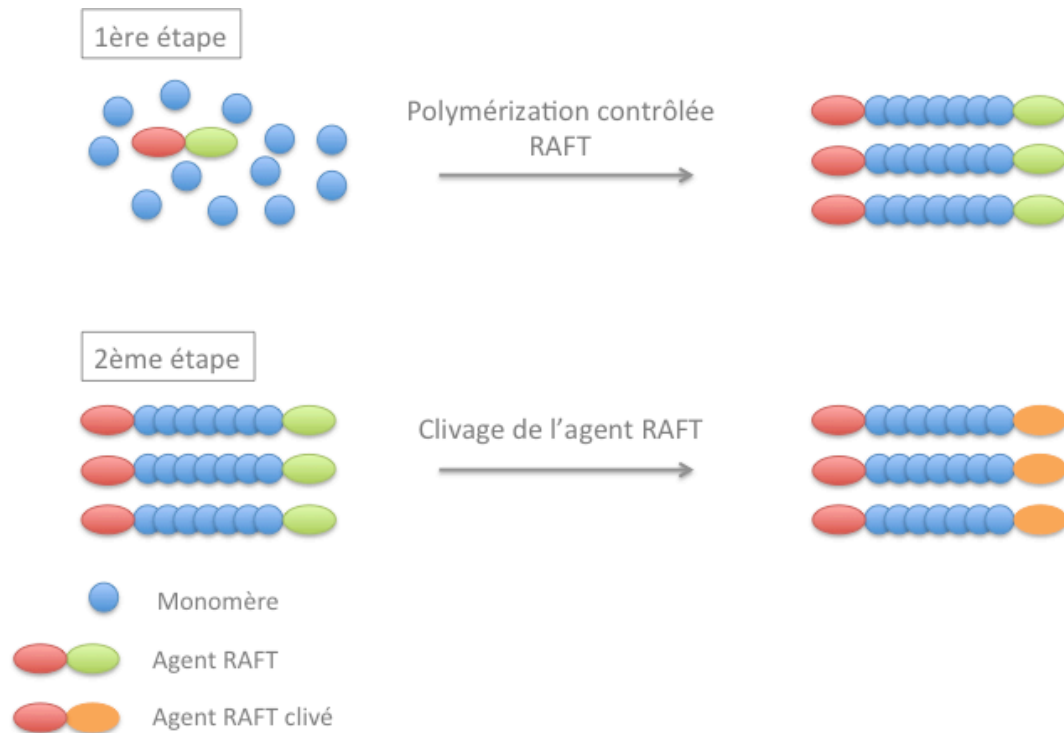 1ère étape
Polymérization contrôlée
RAFT
2ème étape
Clivage de l'agent RAFT
Monomère
Agent RAFT
Agent RAFT clivé